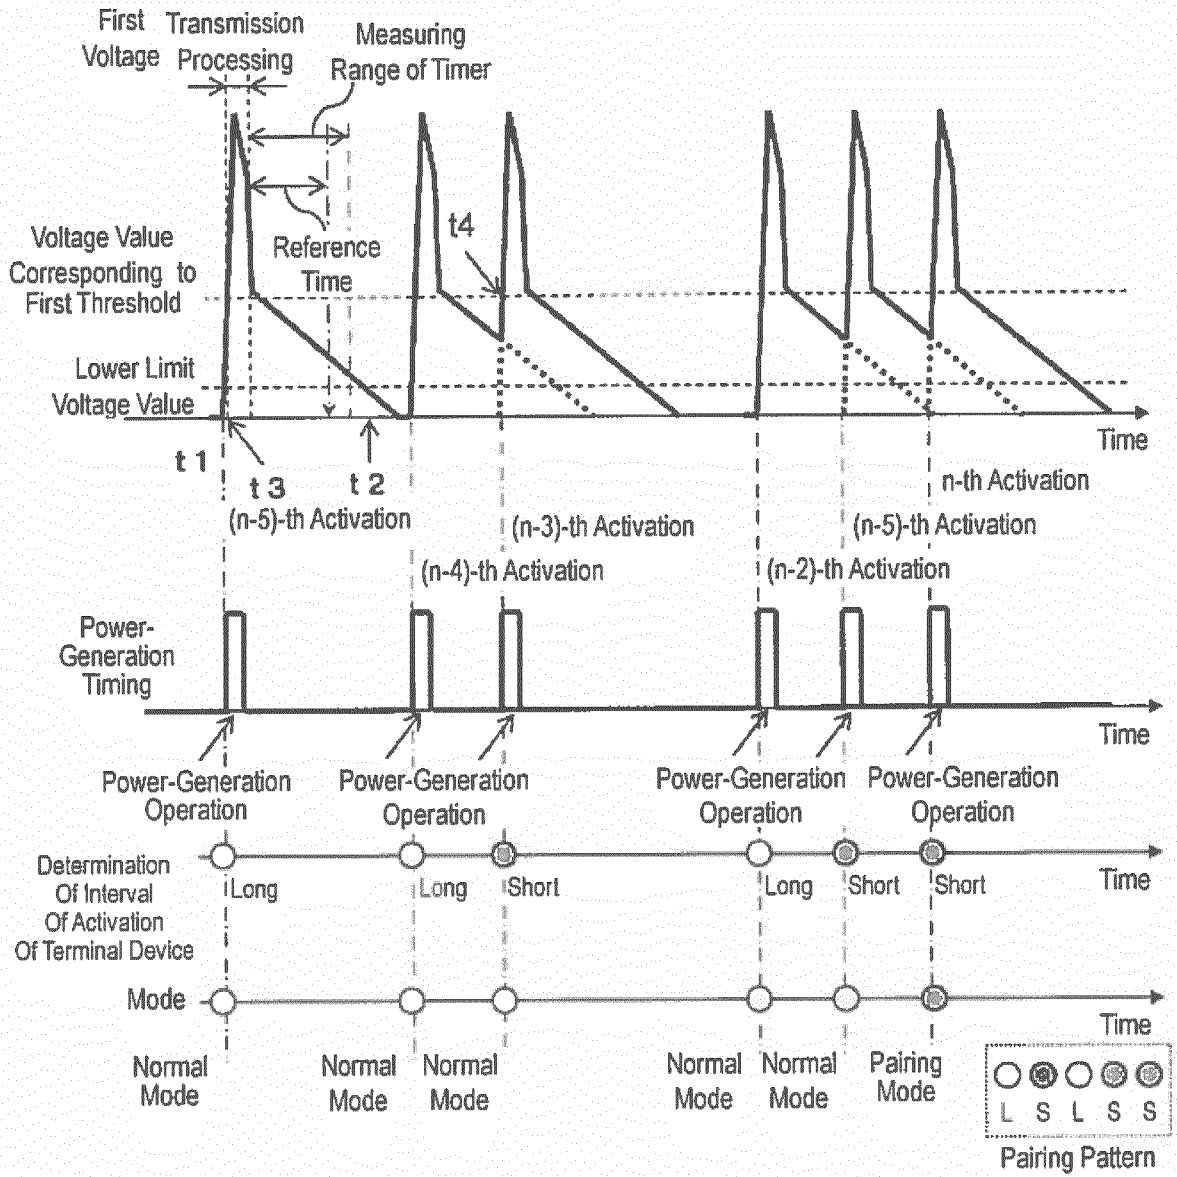 First
Voltage
Transmission
Processing
Measuring
Range of Timer
Voltage Value
Corresponding to
First Threshold
Reference
Time
t4
Lower Limit
Voltage Value
Time
t 1
t 3
t 2
(n-5)-th Activation
(n-4)-th Activation
(n-3)-th Activation
(n-2)-th Activation
(n-5)-th Activation
n-th Activation
Power-
Generation
Timing
Time
Power-Generation
Operation
Power-Generation
Operation
Power-Generation
Operation
Power-Generation
Operation
Determination
Of Interval
Of Activation
Of Terminal Device
Long
Long
Short
Long
Short
Short
Time
Mode
Time
Normal
Mode
Normal
Mode
Normal
Mode
Normal
Mode
Normal
Mode
Pairing
Mode
L S L S S
Pairing Pattern